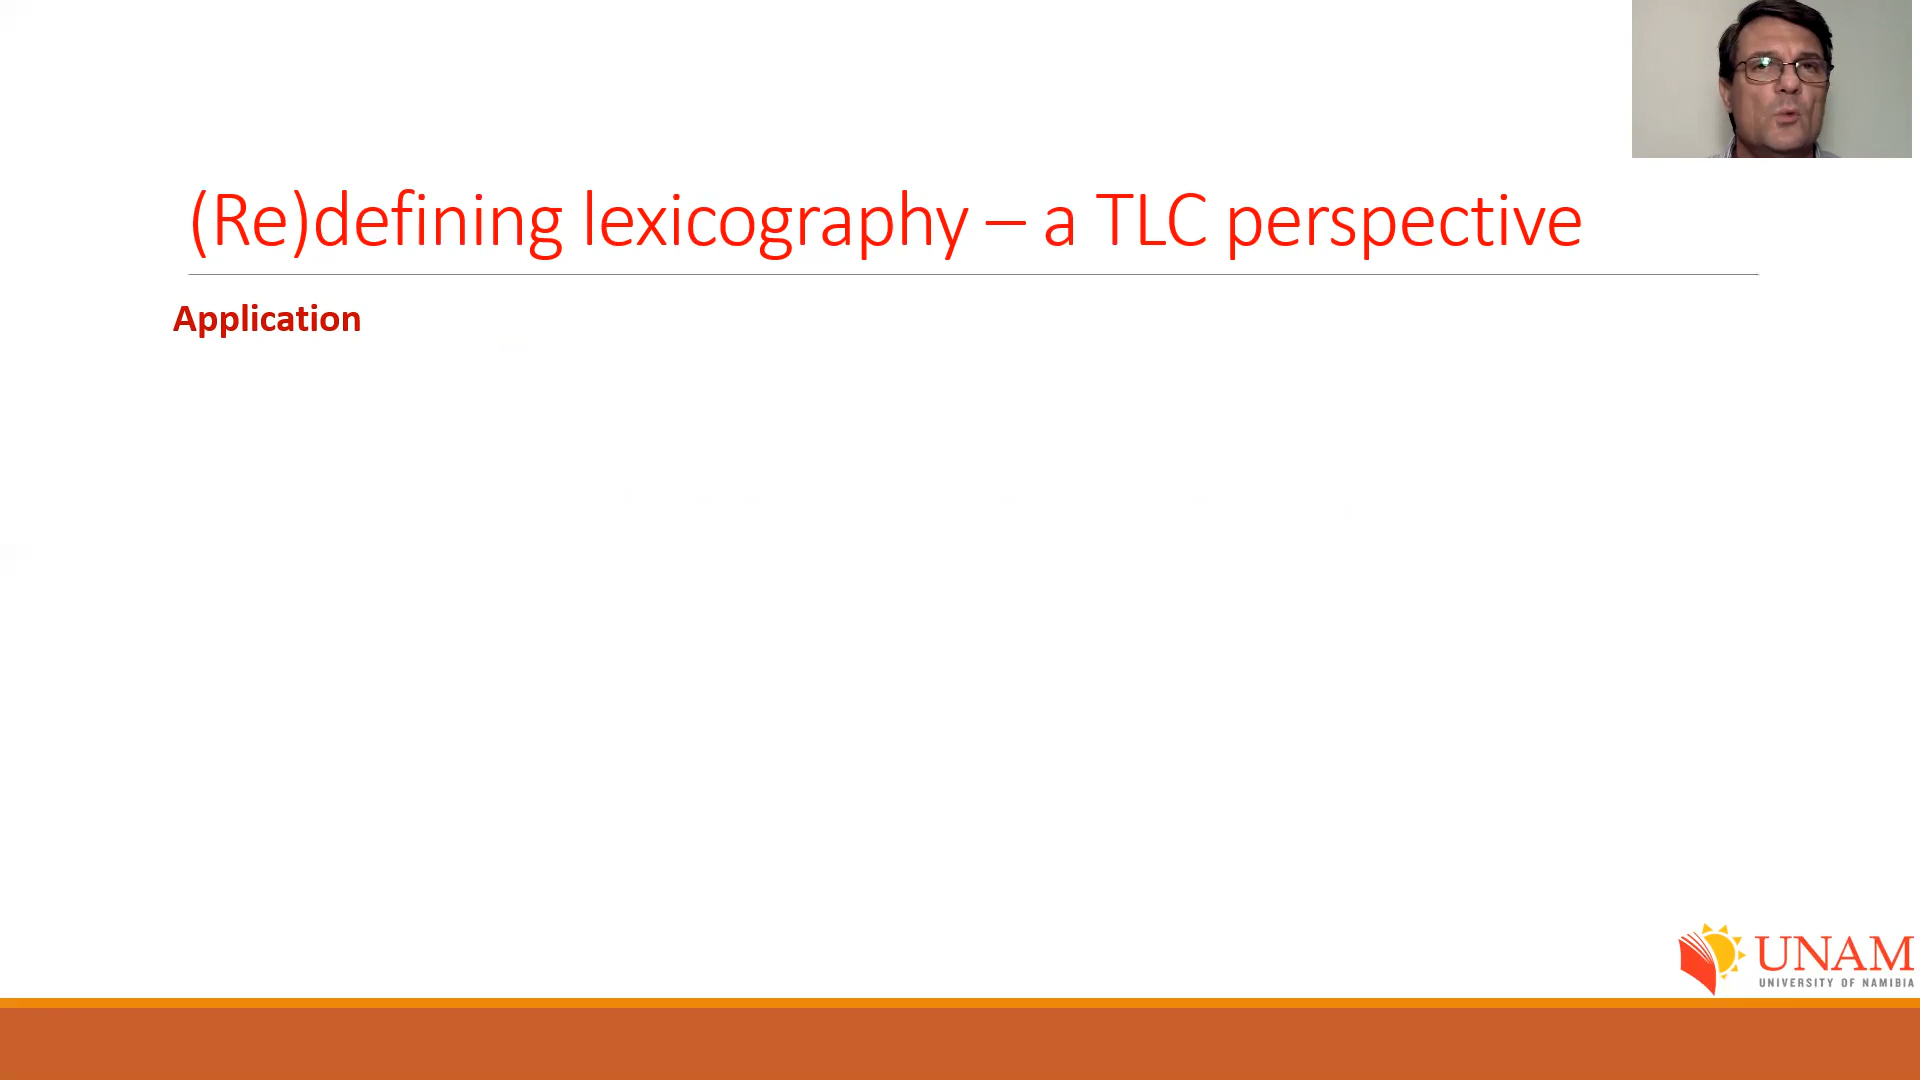 (Re)defining lexicography – a TLC perspective
Application
UNAM
UNIVERSITY OF NAMIBIA